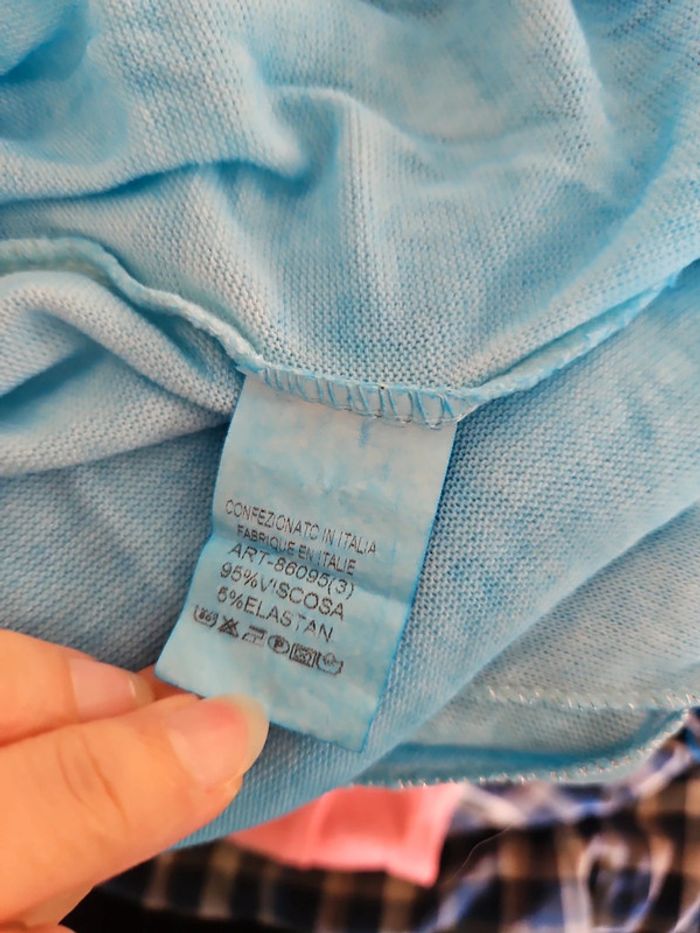 CONFEZIONATO IN ITALIA
FABRIQUE EN ITALIE
ART-86095(3)
95%VISCOSA
5%ELASTAN